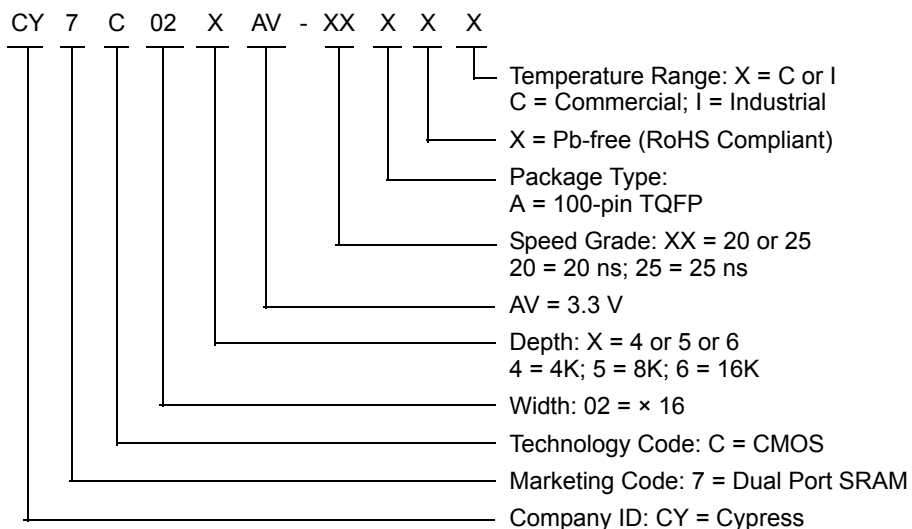 CY 7 C 02 X AV - XX X X X
Temperature Range: X = C or I
C = Commercial; I = Industrial
X = Pb-free (RoHS Compliant)
Package Type:
A = 100-pin TQFP
Speed Grade: XX = 20 or 25
20 = 20 ns; 25 = 25 ns
AV = 3.3 V
Depth: X = 4 or 5 or 6
4 = 4K; 5 = 8K; 6 = 16K
Width: 02 = × 16
Technology Code: C = CMOS
Marketing Code: 7 = Dual Port SRAM
Company ID: CY = Cypress